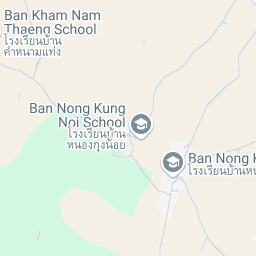 Ban Kham Nam
Thaeng School
โรงเรียนบ้าน
คำหนามแท่ง
Ban Nong Kung
Noi School
โรงเรียนบ้าน
หนองกุงน้อย
Ban Nong K
โรงเรียนบ้านห